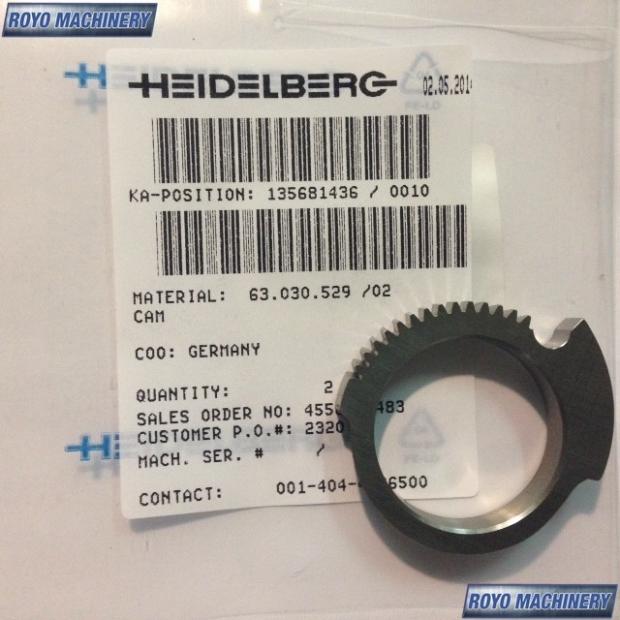 ROYO MACHINERY
HEIDELBERG
02.05.201
KA-POSITION: 135681436 / 0010
MATERIAL: 63.030.529 /02
CAM
COO: GERMANY
QUANTITY: 2
SALES ORDER NO: 455 483
CUSTOMER P.O.#: 2320
MACH. SER. # /
CONTACT: 001-404- 6500
PE-LD
ROYO MACHINERY